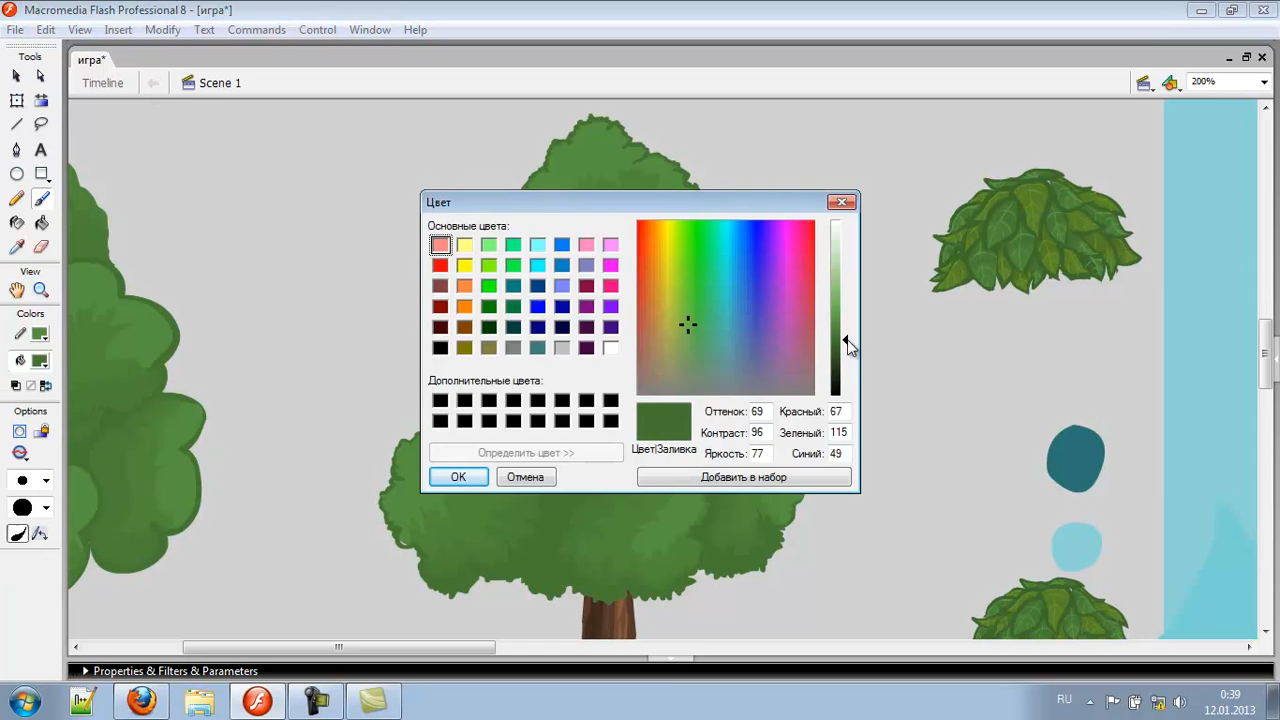 Macromedia Flash Professional 8 - [игра*]
File Edit View Insert Modify Text Commands Control Window Help
Tools
игра*
Timeline
Scene 1
200%
View
Colors
Options
Цвет
Основные цвета:
Дополнительные цвета:
Определить цвет >>
OK
Отмена
Цвет|Заливка
Оттенок: 69
Красный: 67
Контраст: 96
Зеленый: 115
Яркость: 77
Синий: 49
Добавить в набор
Properties & Filters & Parameters
RU
0:39
12.01.2013